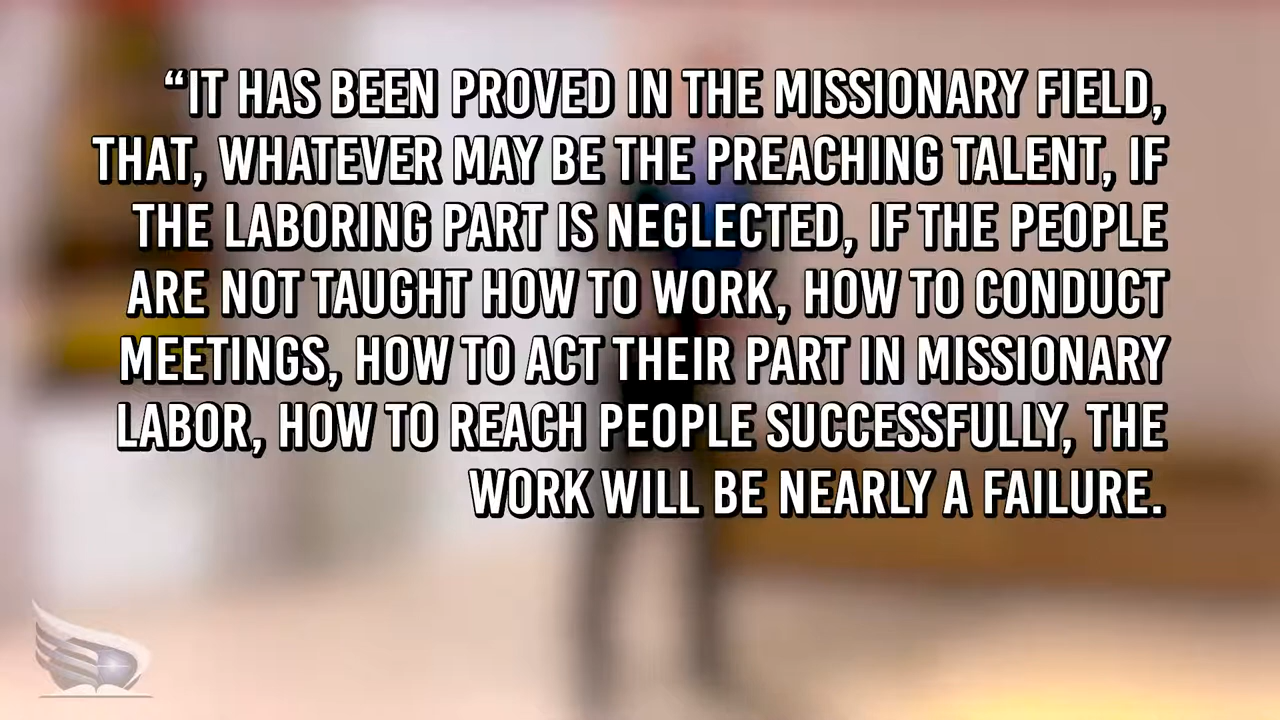 “IT HAS BEEN PROVED IN THE MISSIONARY FIELD,
THAT, WHATEVER MAY BE THE PREACHING TALENT, IF
THE LABORING PART IS NEGLECTED, IF THE PEOPLE
ARE NOT TAUGHT HOW TO WORK, HOW TO CONDUCT
MEETINGS, HOW TO ACT THEIR PART IN MISSIONARY
LABOR, HOW TO REACH PEOPLE SUCCESSFULLY, THE
WORK WILL BE NEARLY A FAILURE.